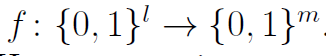 f : {0, 1}^l → {0, 1}^m.